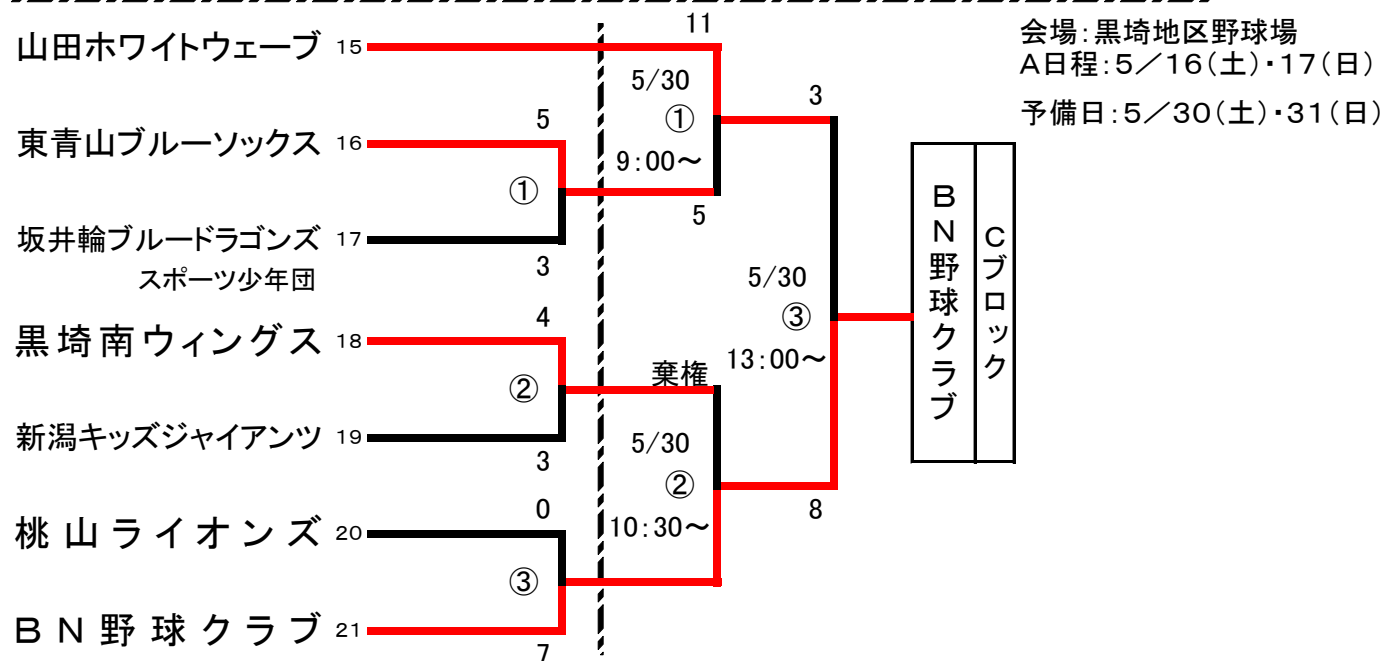 会場：黒埼地区野球場
A日程：5／16(土)・17(日)
予備日：5／30(土)・31(日)
山田ホワイトウェーブ 15
11
5/30
①
9:00～
5
東青山ブルーソックス 16
5
①
坂井輪ブルードラゴンズ 17
スポーツ少年団
3
3
5/30
③
13:00～
8
黒埼南ウィングス 18
4
②
新潟キッズジャイアンツ 19
3
棄権
5/30
②
10:30～
桃山ライオンズ 20
0
③
ＢＮ野球クラブ 21
7
ＢＮ野球クラブ
Ｃブロック